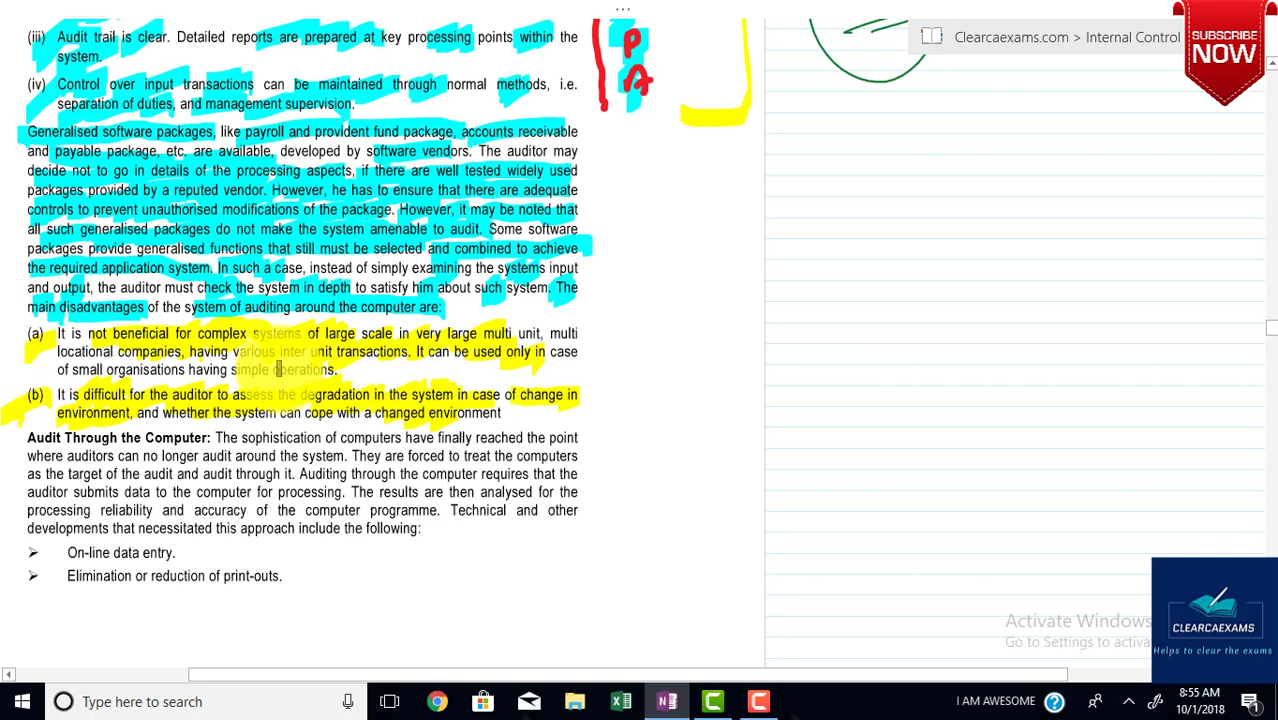 (iii) Audit trail is clear. Detailed reports are prepared at key processing points within the
system.
(iv) Control over input transactions can be maintained through normal methods, i.e.
separation of duties, and management supervision.
Generalised software packages, like payroll and provident fund package, accounts receivable
and payable package, etc. are available, developed by software vendors. The auditor may
decide not to go in details of the processing aspects, if there are well tested widely used
packages provided by a reputed vendor. However, he has to ensure that there are adequate
controls to prevent unauthorised modifications of the package. However, it may be noted that
all such generalised packages do not make the system amenable to audit. Some software
packages provide generalised functions that still must be selected and combined to achieve
the required application system. In such a case, instead of simply examining the systems input
and output, the auditor must check the system in depth to satisfy him about such system. The
main disadvantages of the system of auditing around the computer are:
(a) It is not beneficial for complex systems of large scale in very large multi unit, multi
locational companies, having various inter unit transactions. It can be used only in case
of small organisations having simple operations.
(b) It is difficult for the auditor to assess the degradation in the system in case of change in
environment, and whether the system can cope with a changed environment
Audit Through the Computer: The sophistication of computers have finally reached the point
where auditors can no longer audit around the system. They are forced to treat the computers
as the target of the audit and audit through it. Auditing through the computer requires that the
auditor submits data to the computer for processing. The results are then analysed for the
processing reliability and accuracy of the computer programme. Technical and other
developments that necessitated this approach include the following:
➢ On-line data entry.
➢ Elimination or reduction of print-outs.
P
A
Clearcaexams.com > Internal Control
SUBSCRIBE
NOW
Activate Windows
Go to Settings to activa
CLEARCAEXAMS
Helps to clear the exams
Type here to search
I AM AWESOME
8:55 AM
10/1/2018